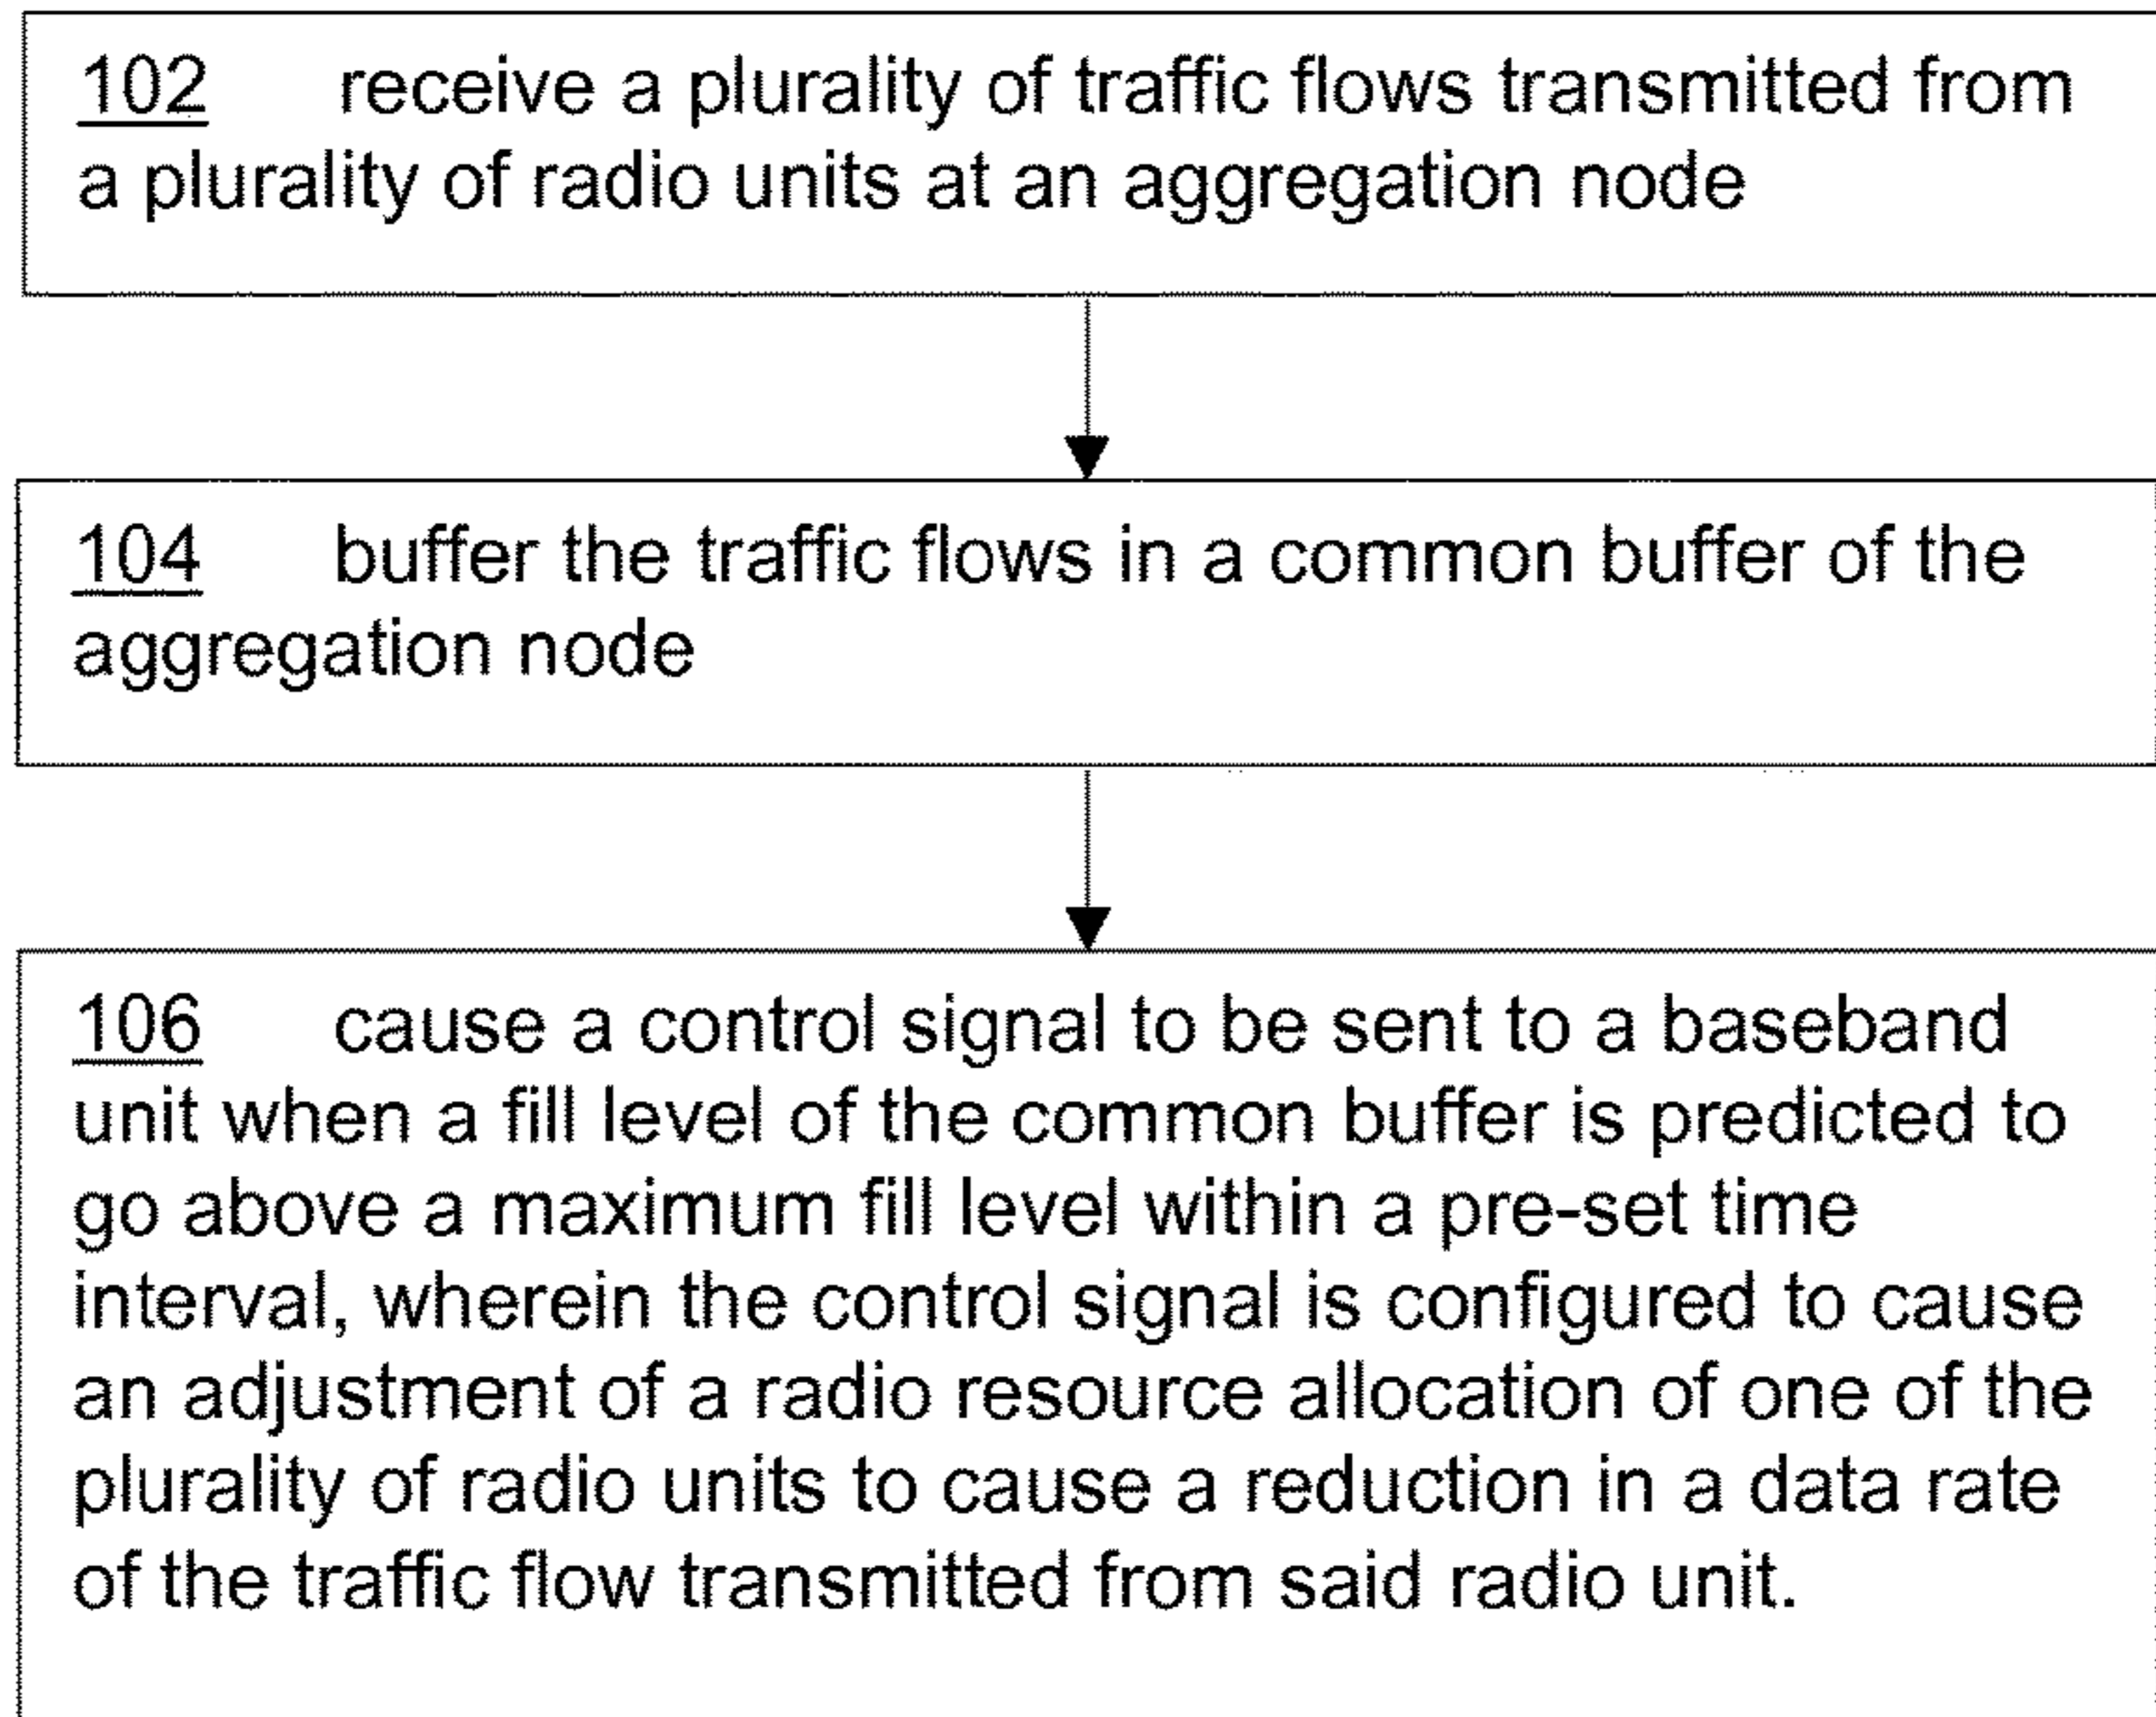 102 receive a plurality of traffic flows transmitted from
a plurality of radio units at an aggregation node
104 buffer the traffic flows in a common buffer of the
aggregation node
106 cause a control signal to be sent to a baseband
unit when a fill level of the common buffer is predicted to
go above a maximum fill level within a pre-set time
interval, wherein the control signal is configured to cause
an adjustment of a radio resource allocation of one of the
plurality of radio units to cause a reduction in a data rate
of the traffic flow transmitted from said radio unit.